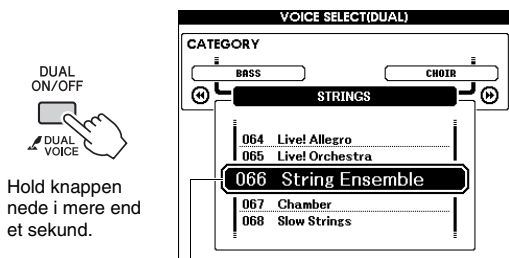 VOICE SELECT(DUAL)
CATEGORY
BASS
CHOIR
STRINGS
064 Live! Allegro
065 Live! Orchestra
066 String Ensemble
067 Chamber
068 Slow Strings
DUAL
ON/OFF
DUAL
VOICE
Hold knappen
nede i mere end
et sekund.